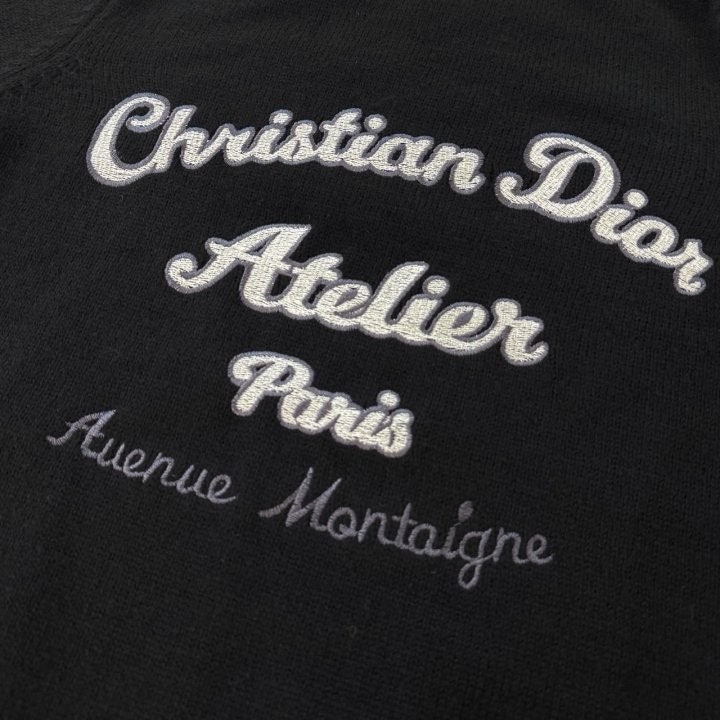 Christian Dior
Atelier
Paris
Avenue Montaigne